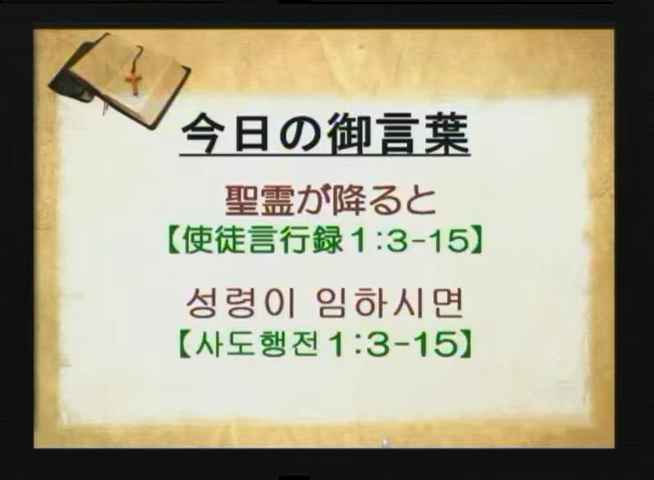 今日の御言葉
聖霊が降ると
【使徒言行録1:3-15】
성령이 임하시면
【사도행전1:3-15】